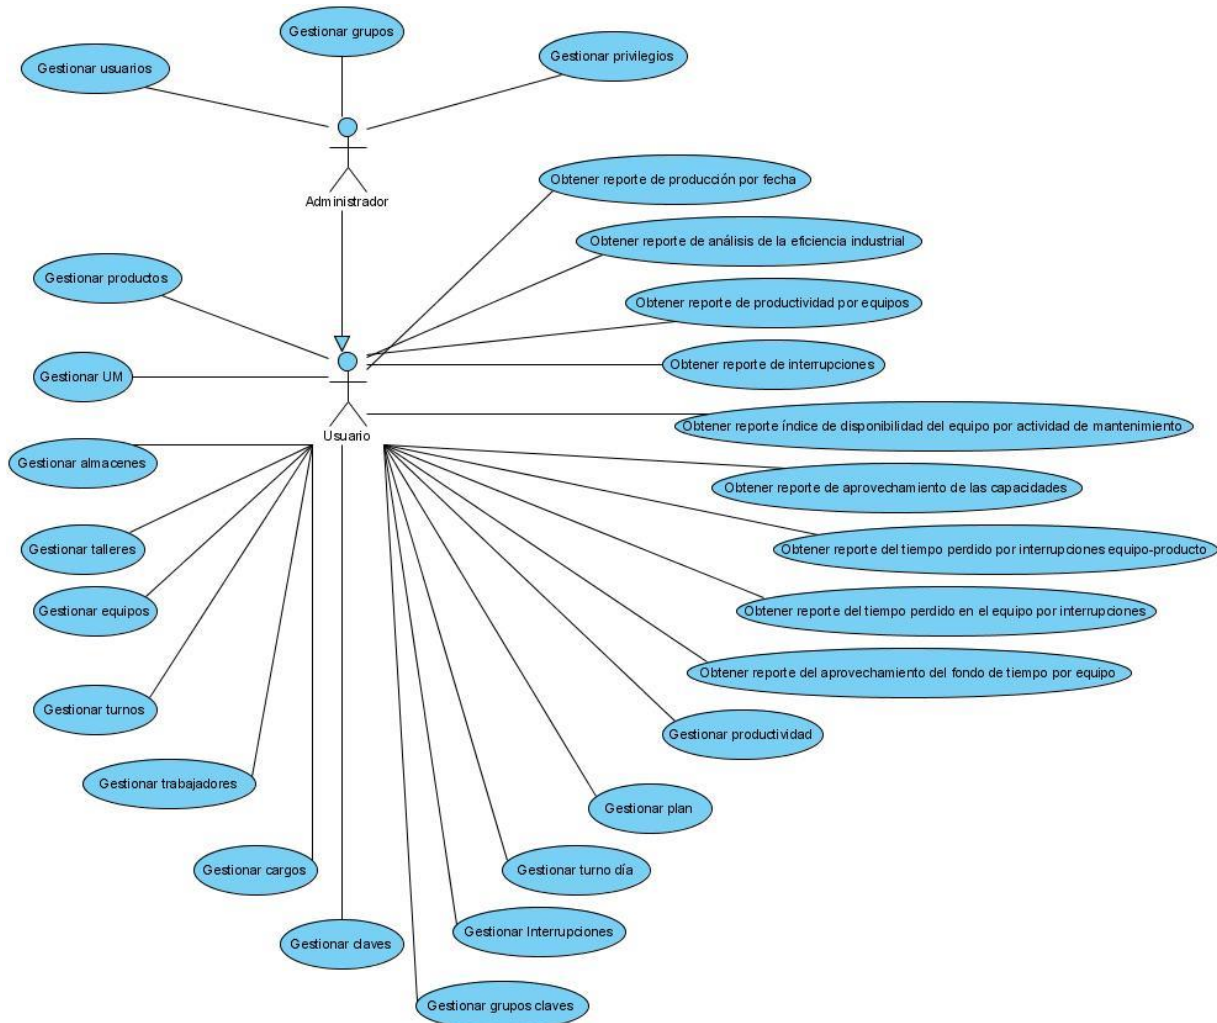 Gestionar grupos
Gestionar usuarios
Gestionar privilegios
Administrador
Obtener reporte de producción por fecha
Obtener reporte de análisis de la eficiencia industrial
Gestionar productos
Obtener reporte de productividad por equipos
Obtener reporte de interrupciones
Gestionar UM
Obtener reporte índice de disponibilidad del equipo por actividad de mantenimiento
Usuario
Gestionar almacenes
Obtener reporte de aprovechamiento de las capacidades
Gestionar talleres
Obtener reporte del tiempo perdido por interrupciones equipo-producto
Gestionar equipos
Obtener reporte del tiempo perdido en el equipo por interrupciones
Obtener reporte del aprovechamiento del fondo de tiempo por equipo
Gestionar turnos
Gestionar productividad
Gestionar trabajadores
Gestionar plan
Gestionar cargos
Gestionar turno día
Gestionar Interrupciones
Gestionar claves
Gestionar grupos claves